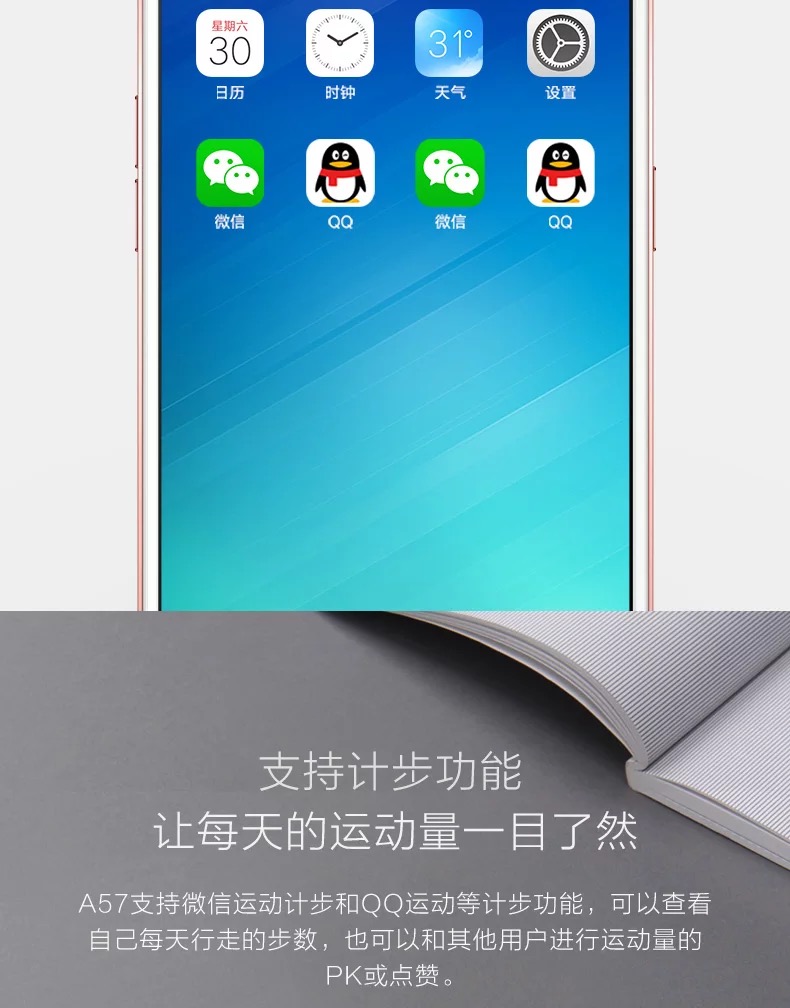 星期六
30
31°
日历 时钟 天气 设置
微信 QQ 微信 QQ
支持计步功能
让每天的运动量一目了然
A57支持微信运动计步和QQ运动等计步功能，可以查看
自己每天行走的步数，也可以和其他用户进行运动量的
PK或点赞。